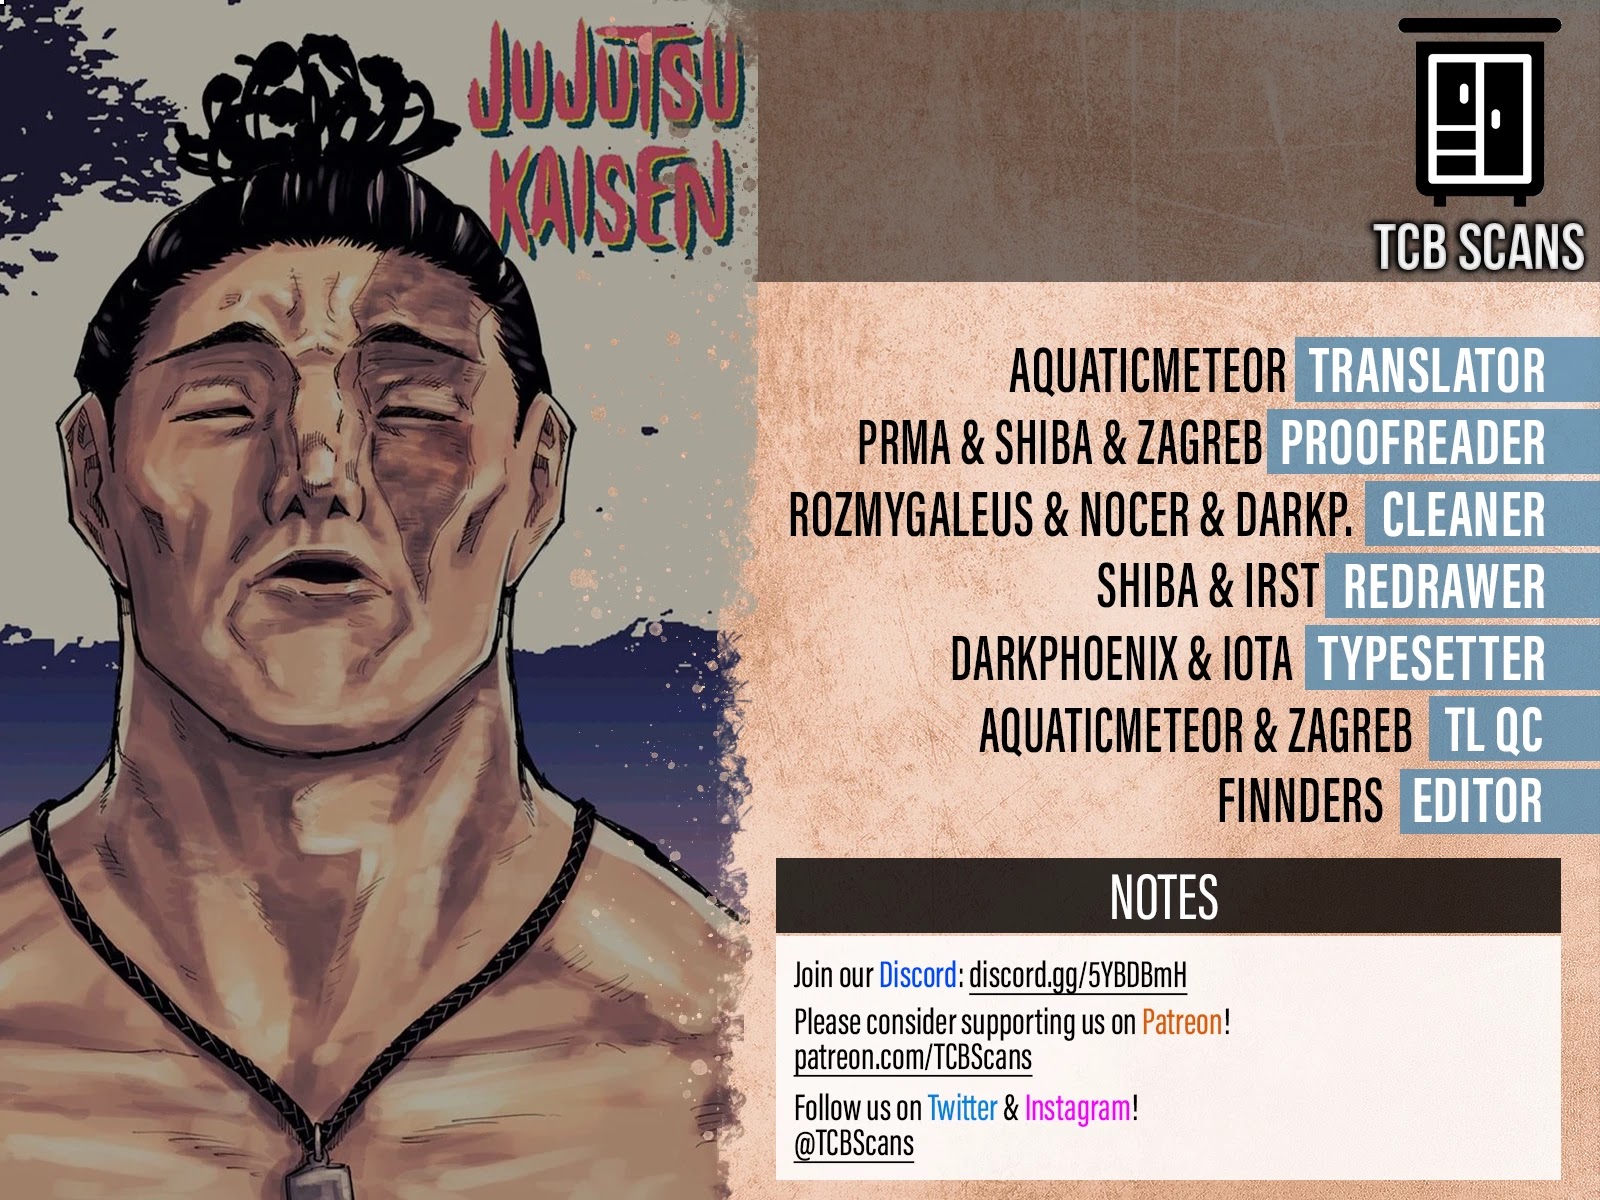 JUJUTSU
KAISEN
TCB SCANS
AQUATICMETEOR TRANSLATOR
PRMA & SHIBA & ZAGREB PROOFREADER
ROZMYGALEUS & NOCER & DARKP. CLEANER
SHIBA & IRST REDRAWER
DARKPHOENIX & IOTA TYPESETTER
AQUATICMETEOR & ZAGREB TL QC
FINNDERS EDITOR
NOTES
Join our Discord: discord.gg/5YBDBmH
Please consider supporting us on Patreon!
patreon.com/TCBScans
Follow us on Twitter & Instagram!
@TCBScans